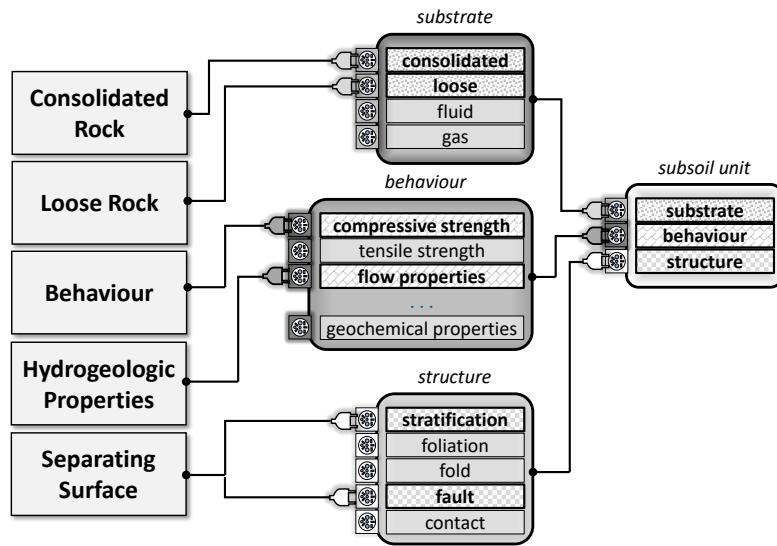 Consolidated
Rock
Loose Rock
Behaviour
Hydrogeologic
Properties
Separating
Surface
substrate
consolidated
loose
fluid
gas
behaviour
compressive strength
tensile strength
flow properties
...
geochemical properties
structure
stratification
foliation
fold
fault
contact
subsoil unit
substrate
behaviour
structure